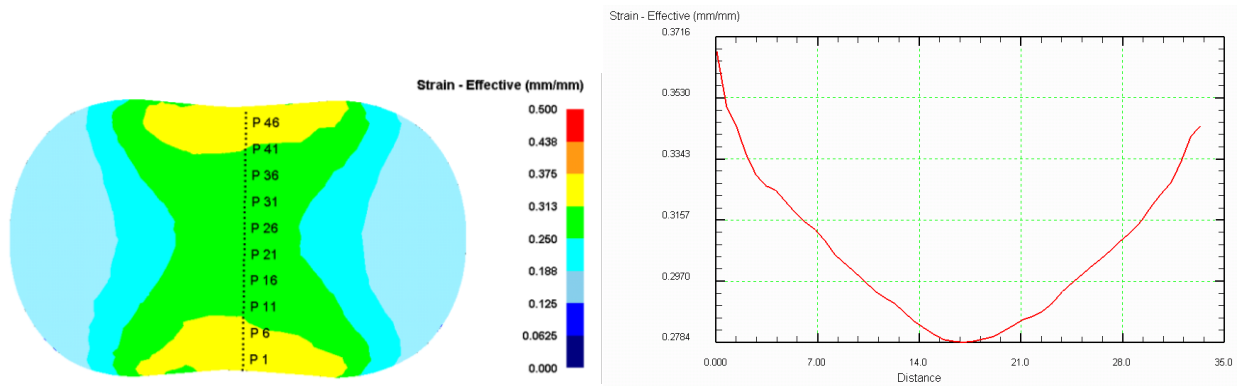 Strain - Effective (mm/mm)
0.500
0.438
0.375
0.313
0.250
0.188
0.125
0.0625
0.000
P 46
P 41
P 36
P 31
P 26
P 21
P 16
P 11
P 6
P 1
Strain - Effective (mm/mm)
0.3716
0.3530
0.3343
0.3157
0.2970
0.2784
0.000 7.00 14.0 21.0 28.0 35.0
Distance